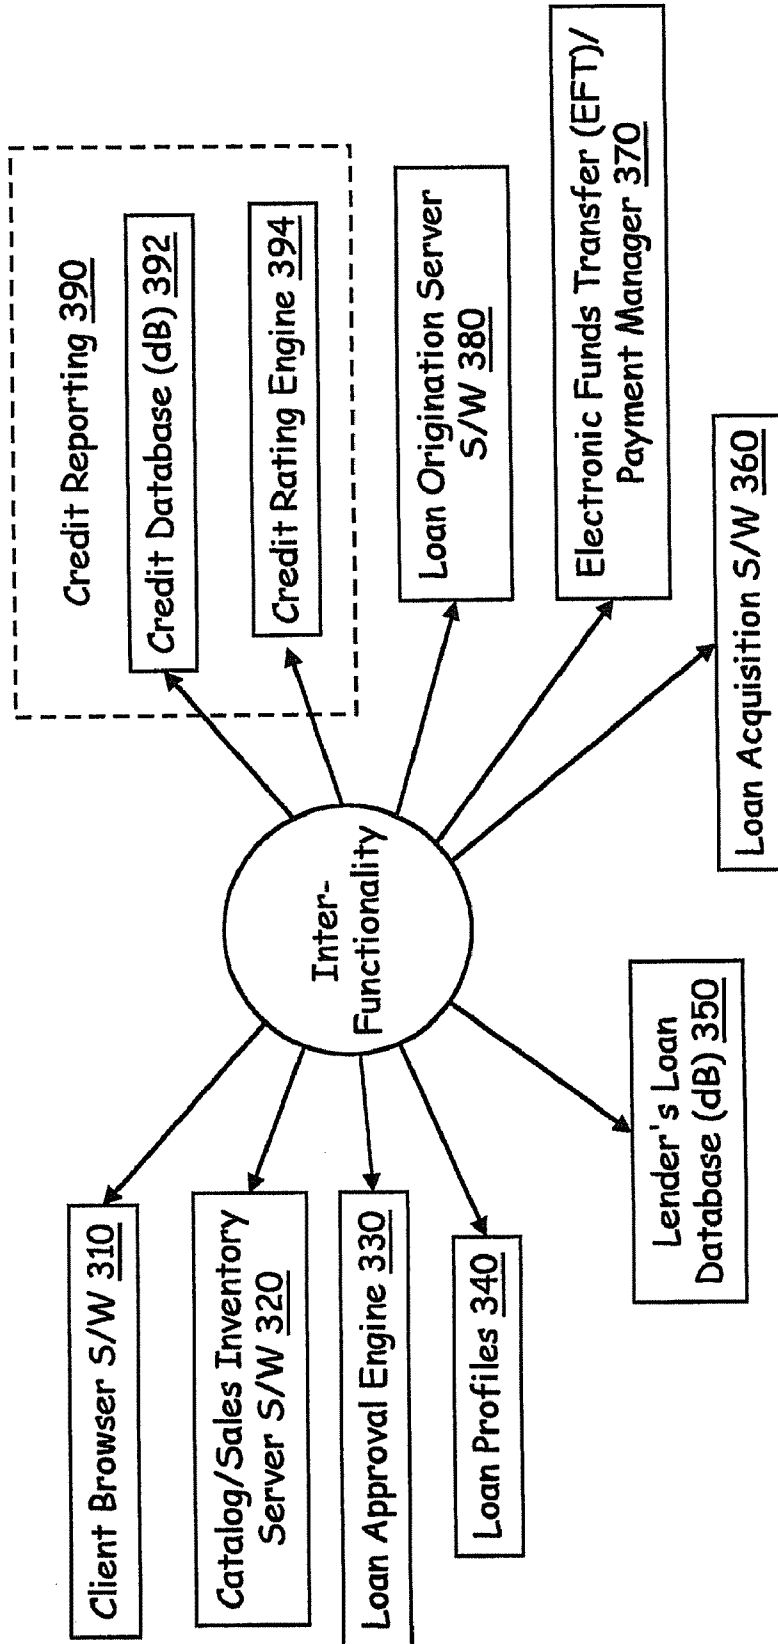 Client Browser S/W 310
Catalog/Sales Inventory
Server S/W 320
Loan Approval Engine 330
Loan Profiles 340
Lender's Loan
Database (dB) 350
Inter-
Functionality
Credit Reporting 390
Credit Database (dB) 392
Credit Rating Engine 394
Loan Origination Server
S/W 380
Electronic Funds Transfer (EFT)/
Payment Manager 370
Loan Acquisition S/W 360